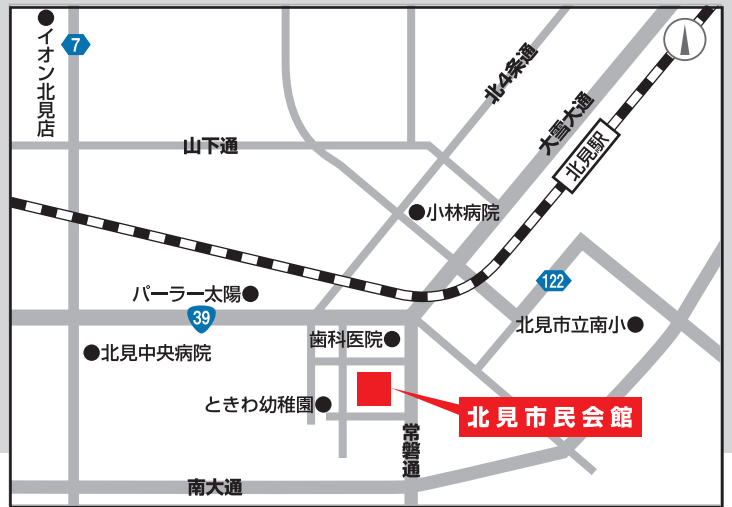 イオン北見店
7
北4条通
大雪大通
山下通
北見駅
小林病院
パーラー太陽
122
39
北見市立南小
歯科医院
北見中央病院
ときわ幼稚園
北見市民会館
常磐通
南大通